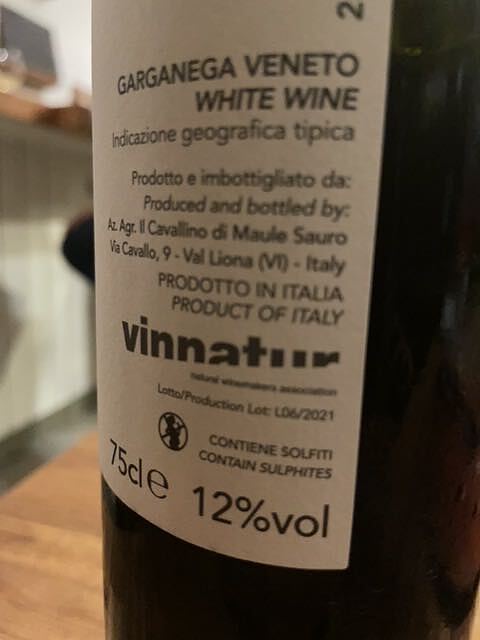 2
GARGANEGA VENETO
WHITE WINE
Indicazione geografica tipica
Prodotto e imbottigliato da:
Produced and bottled by:
Az. Agr. Il Cavallino di Maule Sauro
Via Cavallo, 9 - Val Liona (VI) - Italy
PRODOTTO IN ITALIA
PRODUCT OF ITALY
vinnatur
natural winemakers association
Lotto/Production Lot: L06/2021
CONTIENE SOLFITI
CONTAIN SULPHITES
75cl e 12%vol